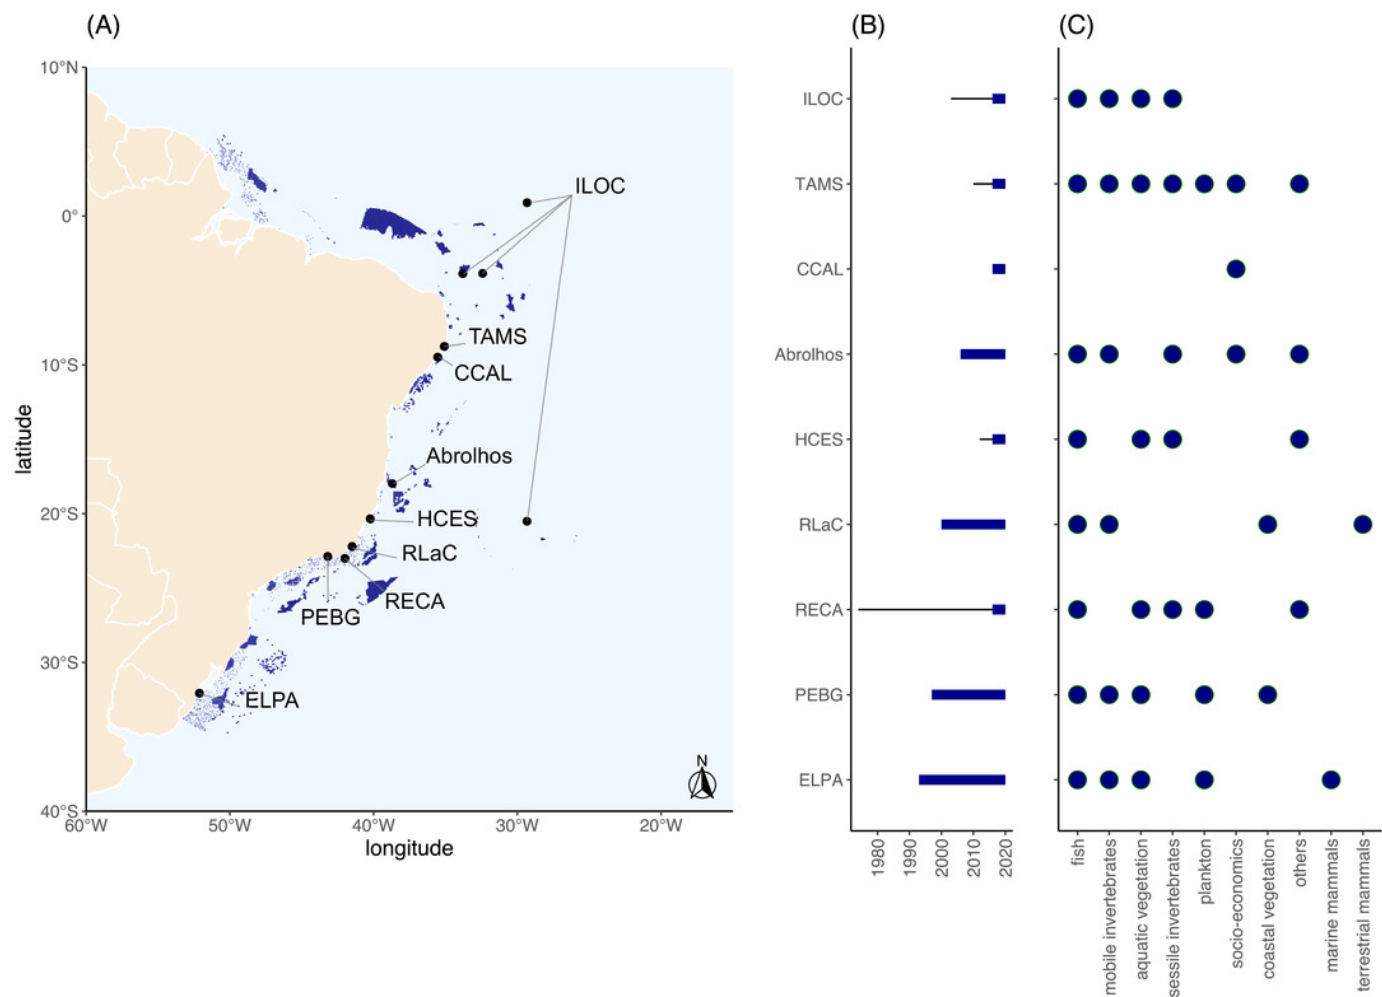 (A)
(B)
(C)
10°N
0°
10°S
20°S
30°S
40°S
latitude
60°W
50°W
40°W
30°W
20°W
longitude
ILOC
TAMS
CCAL
Abrolhos
HCES
RLaC
RECA
PEBG
ELPA
N
ILOC
TAMS
CCAL
Abrolhos
HCES
RLaC
RECA
PEBG
ELPA
1980
1990
2000
2010
2020
fish
mobile invertebrates
aquatic vegetation
sessile invertebrates
plankton
socio-economics
coastal vegetation
others
marine mammals
terrestrial mammals